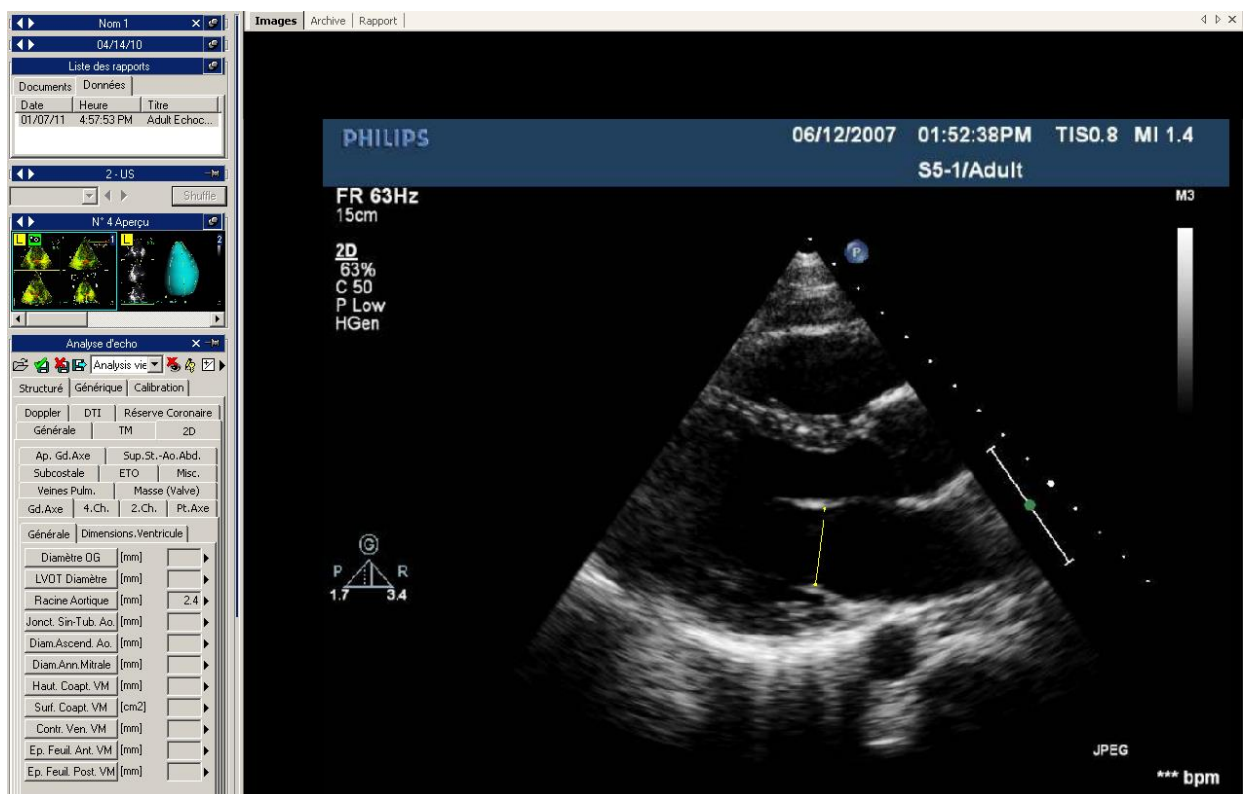 Nom 1
04/14/10
Liste des rapports
Documents Données
Date Heure Titre
01/07/11 4:57:53 PM Adult Echoc...
2 - US
Shuffle
N° 4 Aperçu
L 1 L 2
Analyse d'echo
Analysis vie
Structuré Générique Calibration
Doppler DTI Réserve Coronaire
Générale TM 2D
Ap. Gd.Axe Sup.St.-Ao.Abd.
Subcostale ETO Misc.
Veines Pulm. Masse (Valve)
Gd.Axe 4.Ch. 2.Ch. Pt.Axe
Générale Dimensions.Ventricule
Diamètre OG [mm]
LVOT Diamètre [mm]
Racine Aortique [mm] 2.4
Jonct. Sin-Tub. Ao. [mm]
Diam.Ascend. Ao. [mm]
Diam.Ann.Mitrale [mm]
Haut. Coapt. VM [mm]
Surf. Coapt. VM [cm2]
Contr. Ven. VM [mm]
Ep. Feuil. Ant. VM [mm]
Ep. Feuil. Post. VM [mm]
Images Archive Rapport
PHILIPS 06/12/2007 01:52:38PM TIS0.8 MI 1.4
S5-1/Adult
FR 63Hz
15cm
M3
2D
63%
C 50
P Low
HGen
P
G
P R
1.7 3.4
JPEG
*** bpm